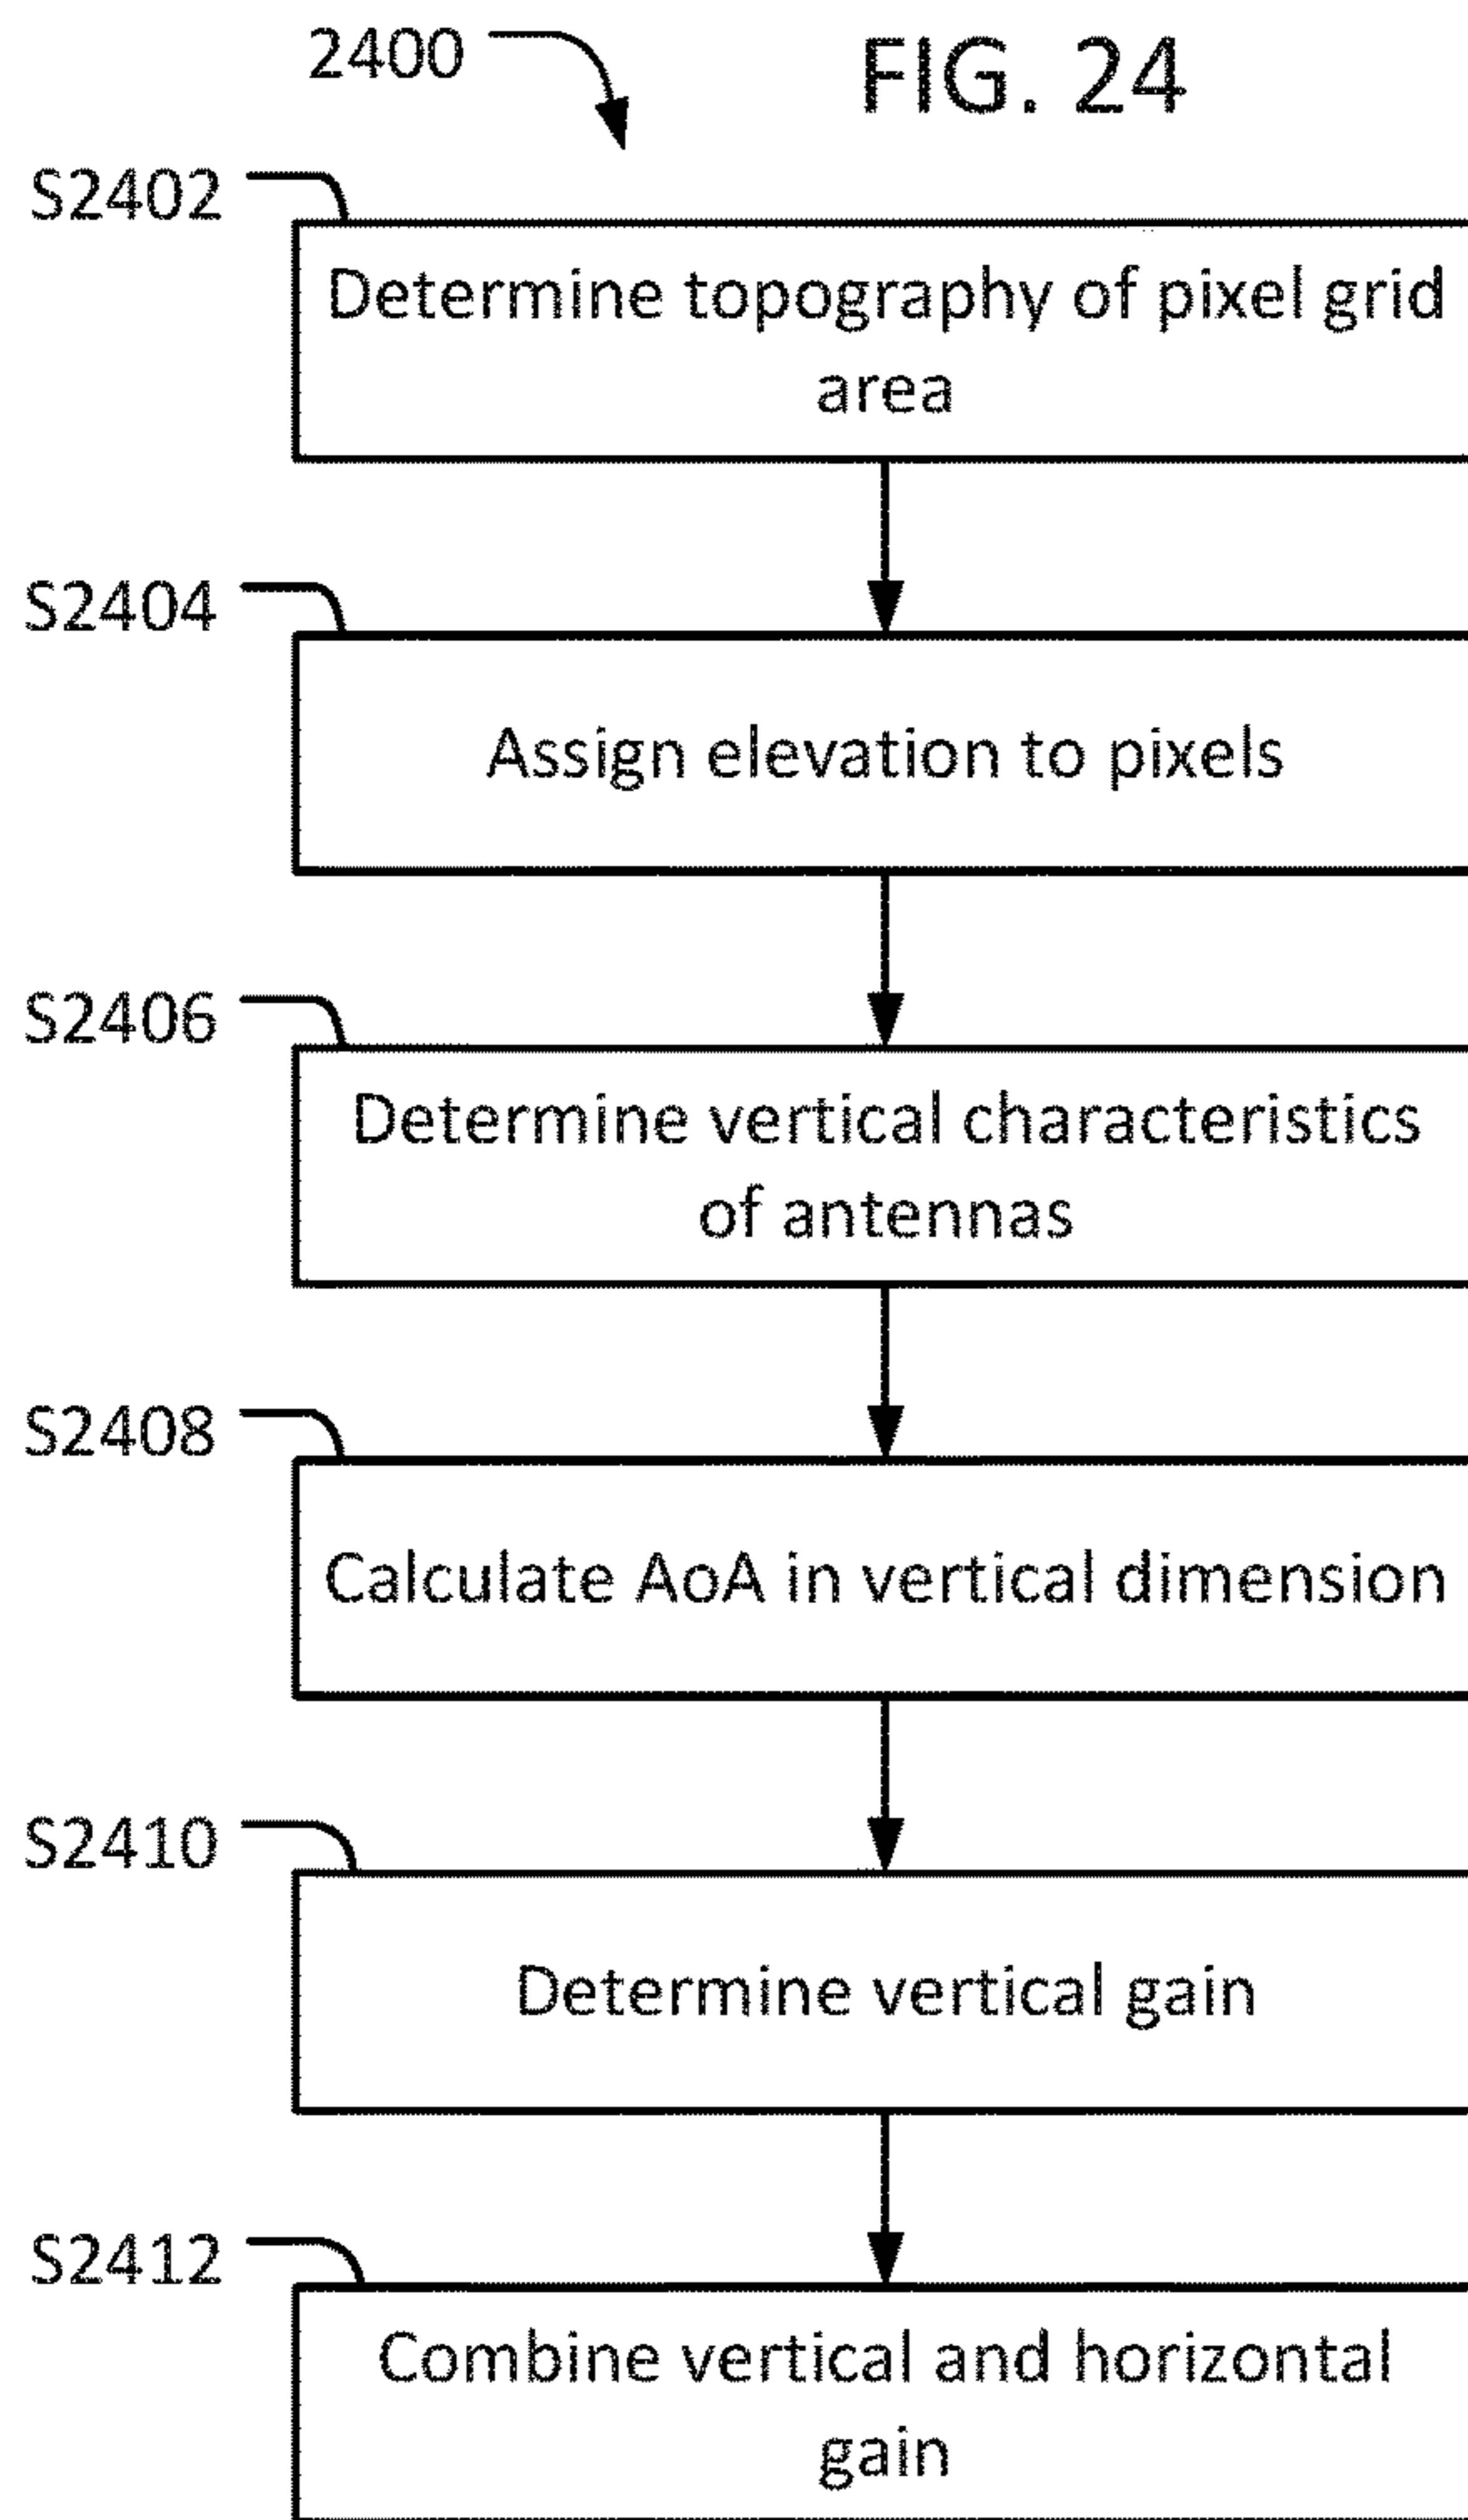 2400
FIG. 24
S2402
Determine topography of pixel grid
area
S2404
Assign elevation to pixels
S2406
Determine vertical characteristics
of antennas
S2408
Calculate AoA in vertical dimension
S2410
Determine vertical gain
S2412
Combine vertical and horizontal
gain